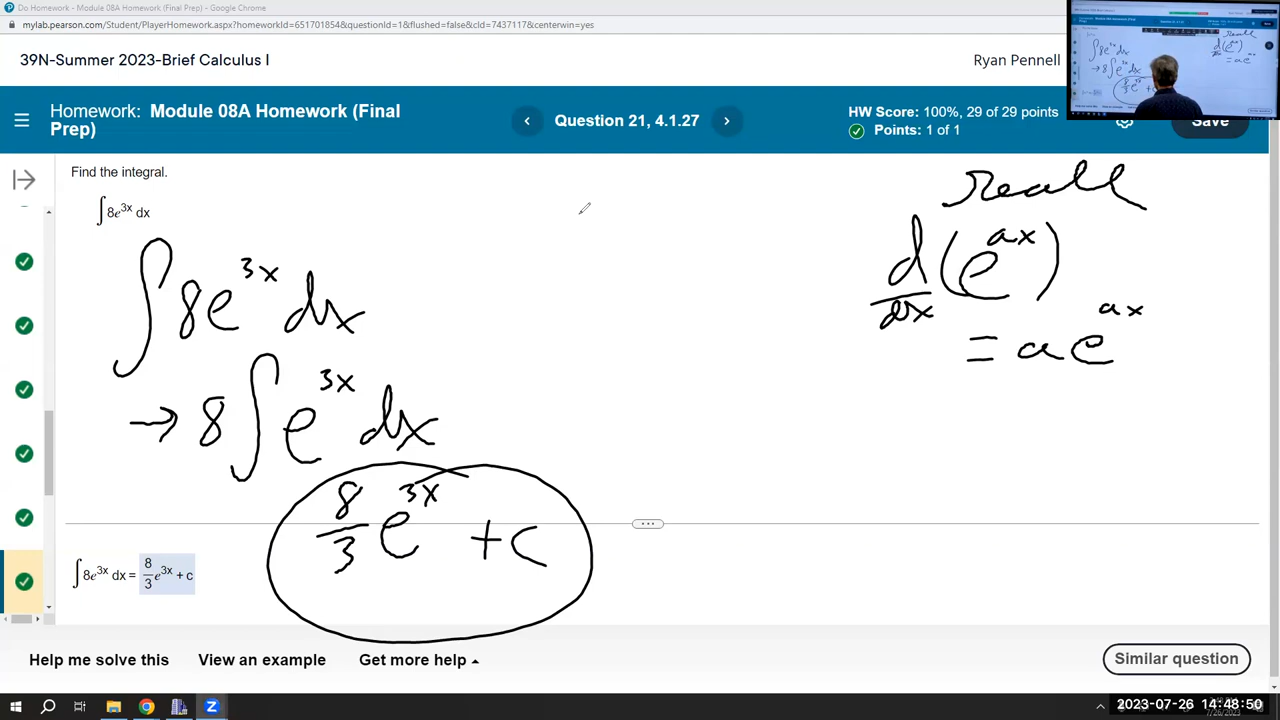 Do Homework - Module 08A Homework (Final Prep) - Google Chrome
mylab.pearson.com/Student/PlayerHomework.aspx?homeworkId=651701854&questionId=1&flushed=false&cId=7437117&
39N-Summer 2023-Brief Calculus I
Ryan Pennell
Homework: Module 08A Homework (Final Prep)
Question 21, 4.1.27
HW Score: 100%, 29 of 29 points
Points: 1 of 1
Save
Find the integral.
∫8e^{3x} dx
∫8e^{3x} dx
→ 8∫e^{3x} dx
8/3 e^{3x} + c
recall
d/dx (e^{ax})
= a e^{ax}
∫8e^{3x} dx = 8/3 e^{3x} + c
Help me solve this
View an example
Get more help
Similar question
2023-07-26 14:48:50